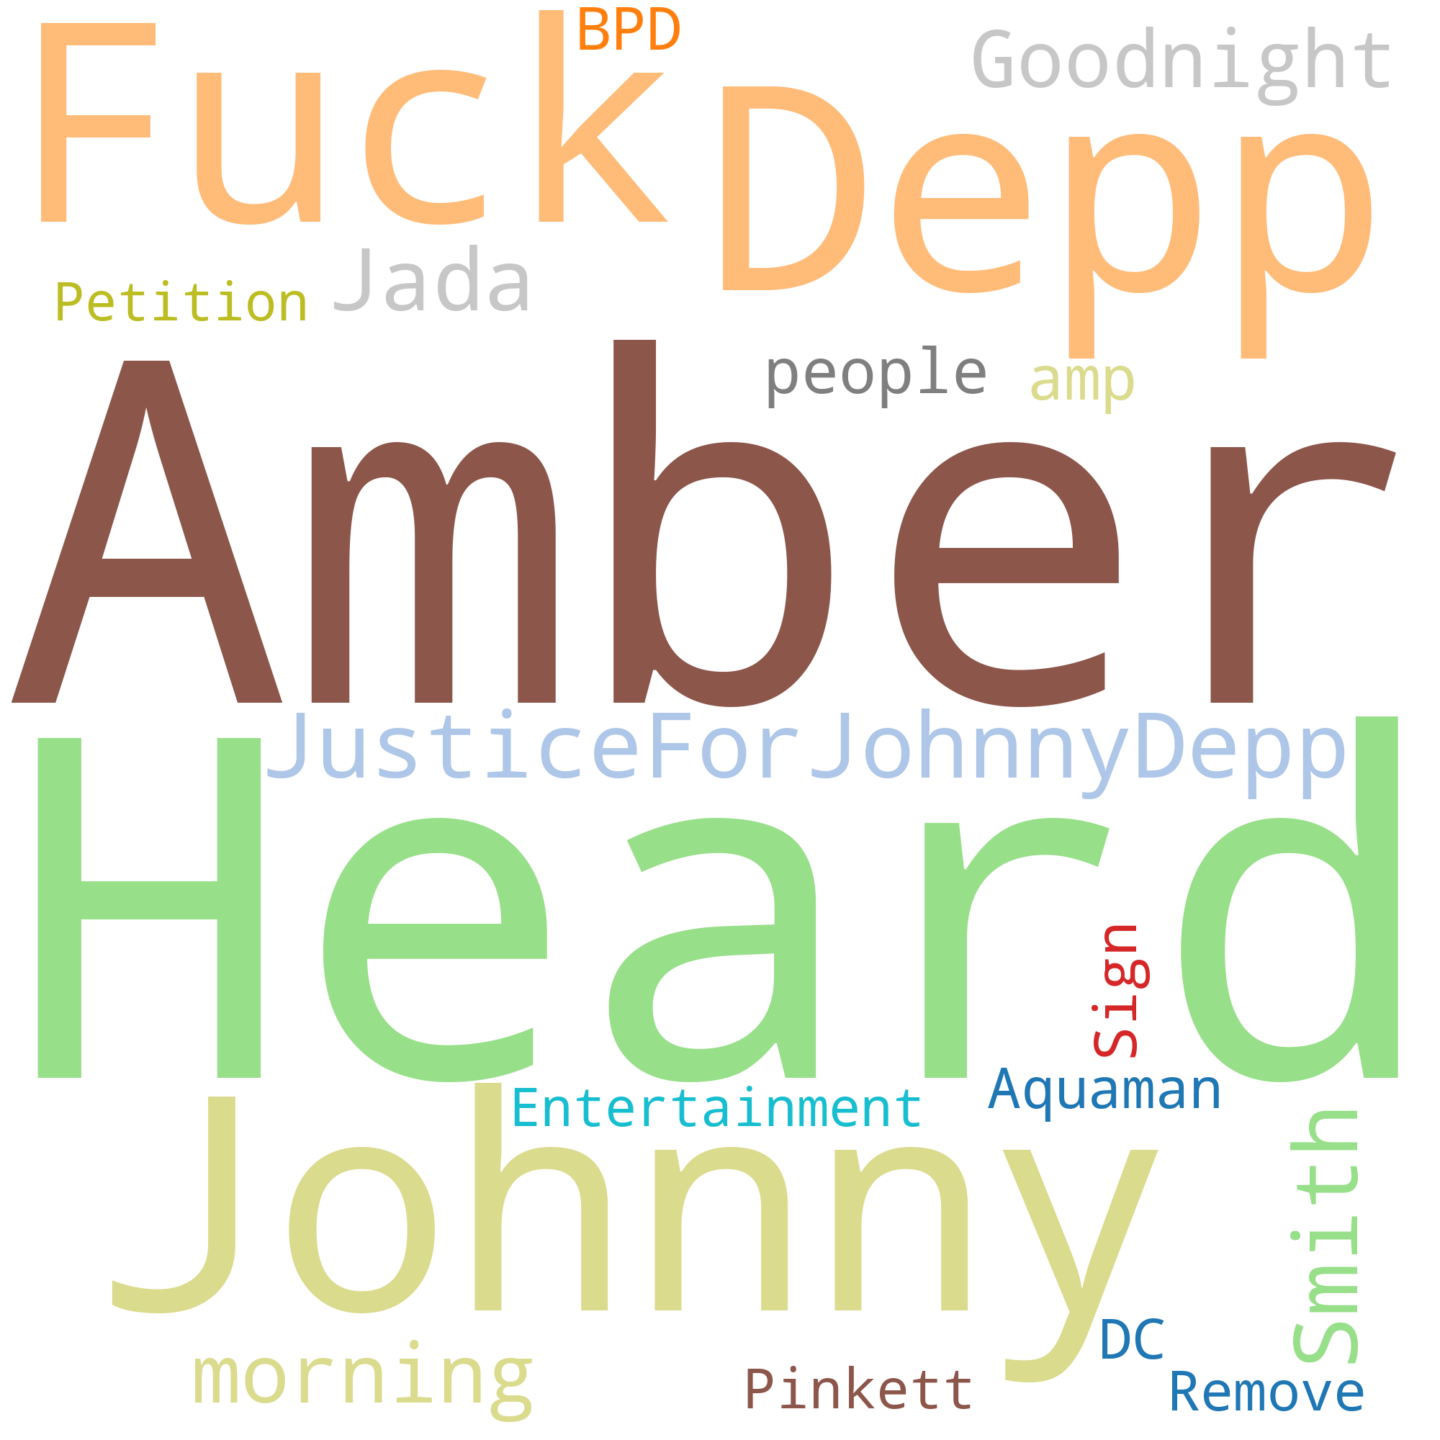 Fuck
BPD
Depp
Goodnight
Petition
Jada
people
amp
Amber
JusticeForJohnnyDepp
Heard
Sign
Entertainment
Aquaman
Johnny
Smith
morning
Pinkett
DC
Remove